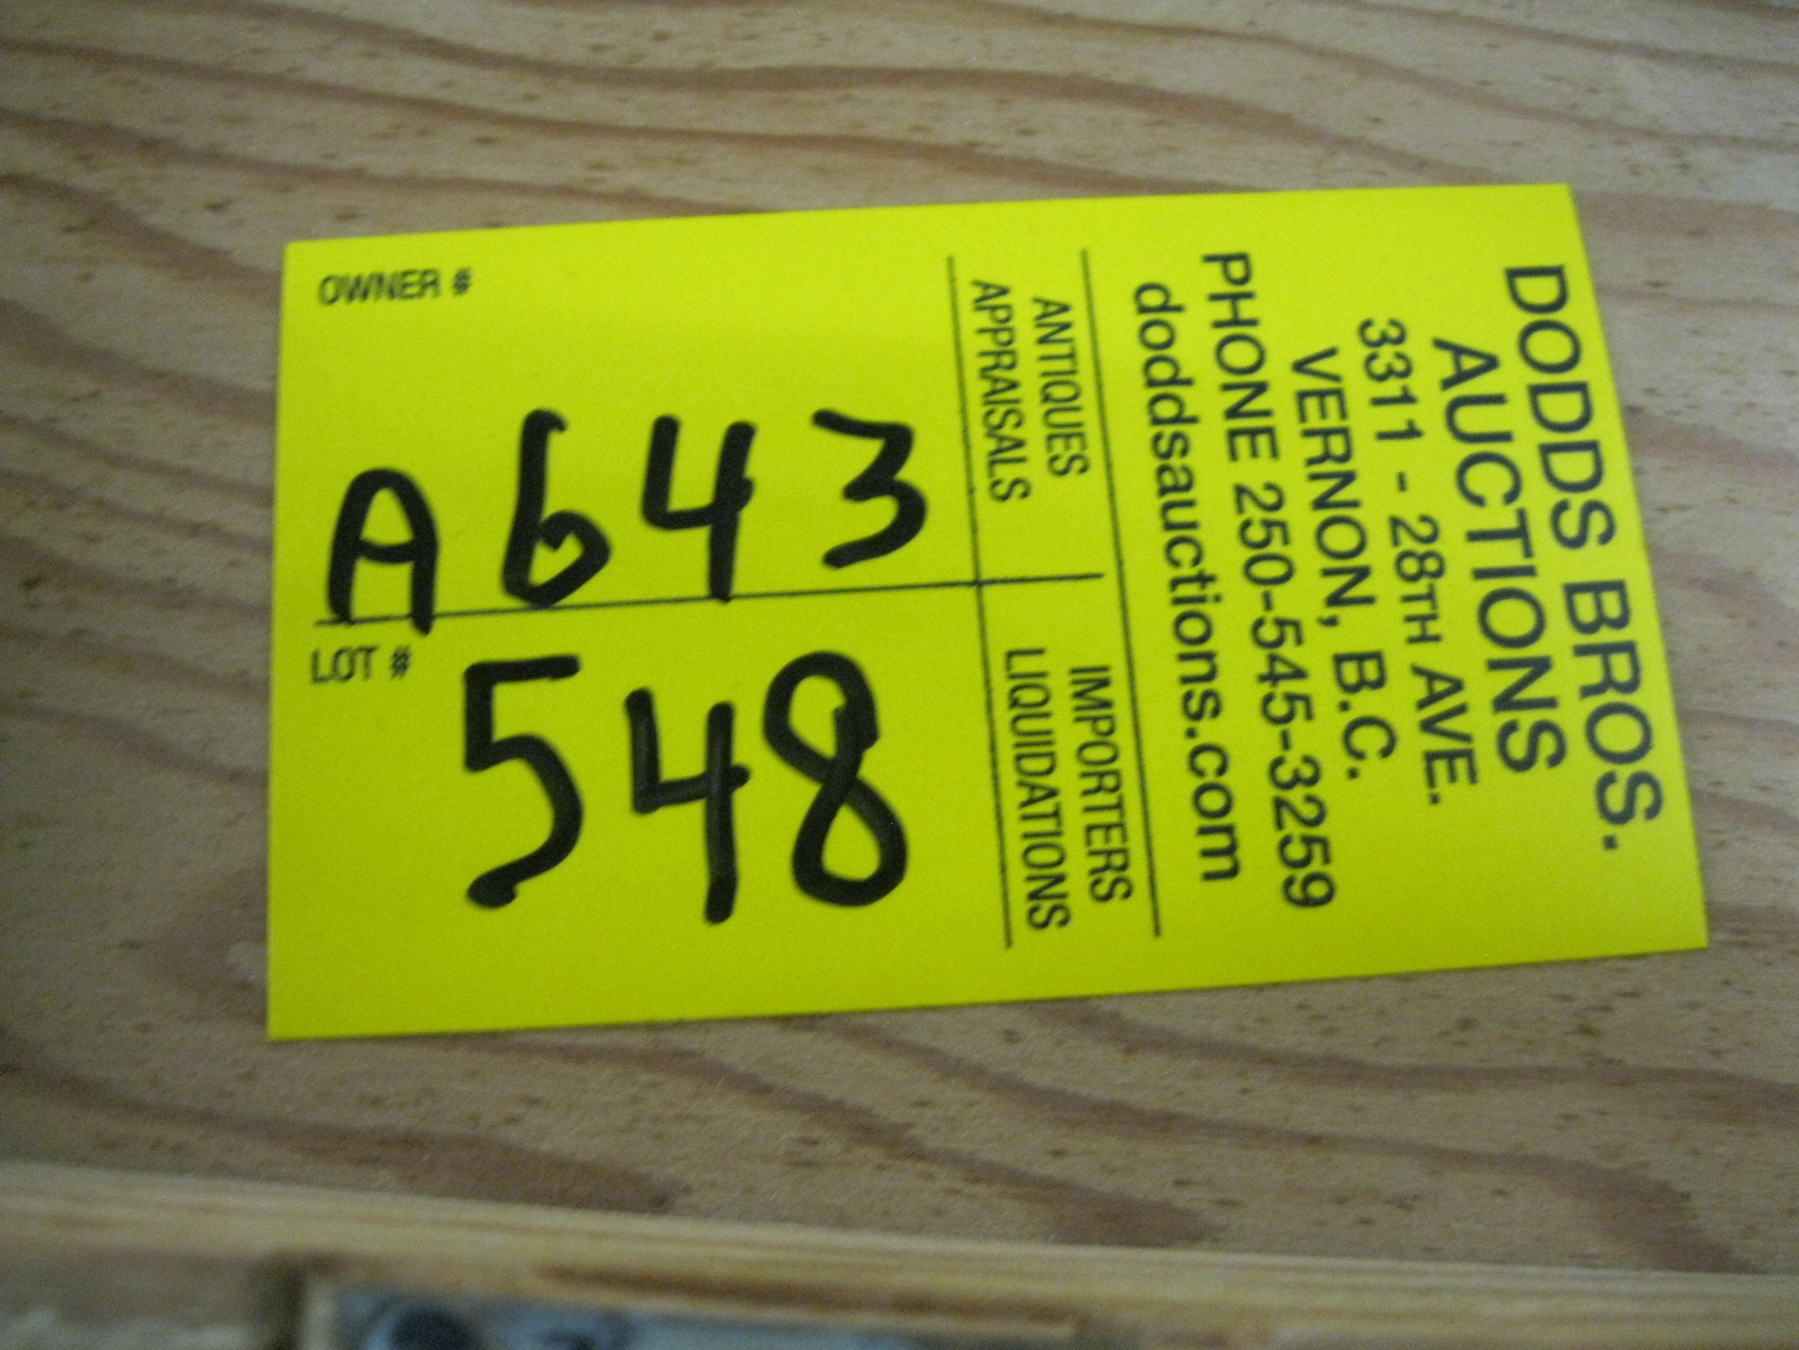 DODDS BROS.
AUCTIONS
3311 - 28TH AVE.
VERNON, B.C.
PHONE 250-545-3259
doddsauctions.com
ANTIQUES
APPRAISALS
IMPORTERS
LIQUIDATIONS
OWNER #
A643
LOT #
548